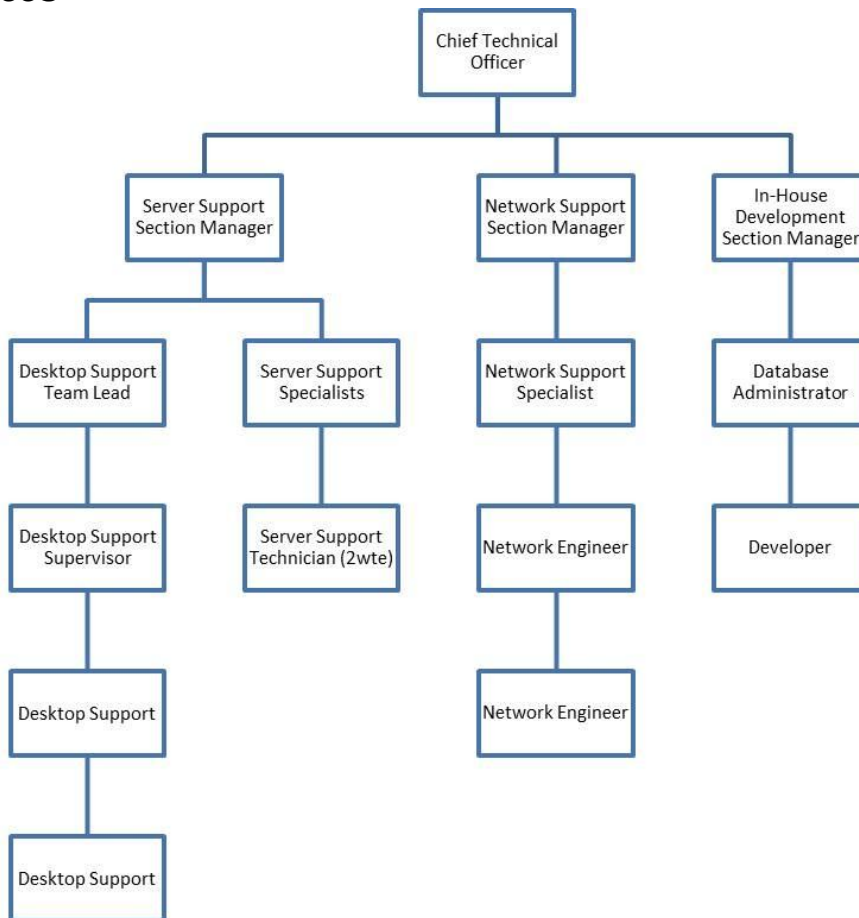 Chief Technical
Officer
Server Support
Section Manager
Network Support
Section Manager
In-House
Development
Section Manager
Desktop Support
Team Lead
Server Support
Specialists
Network Support
Specialist
Database
Administrator
Desktop Support
Supervisor
Server Support
Technician (2wte)
Network Engineer
Developer
Desktop Support
Network Engineer
Desktop Support